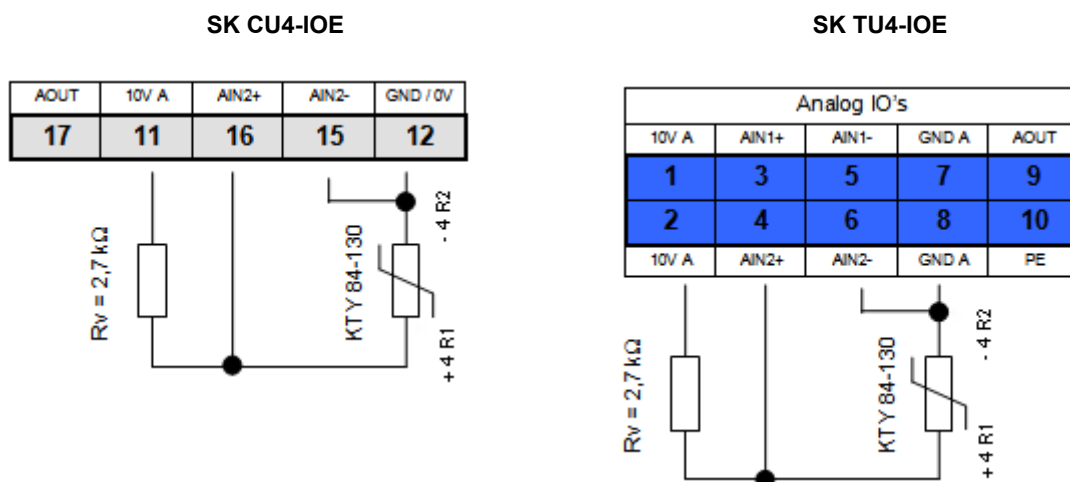 SK CU4-IOE
AOUT 10V A AIN2+ AIN2- GND / 0V
17 11 16 15 12
Rv = 2,7 kΩ
KTY 84-130
- 4 R2
+ 4 R1
SK TU4-IOE
Analog IO's
10V A AIN1+ AIN1- GND A AOUT
1 3 5 7 9
2 4 6 8 10
10V A AIN2+ AIN2- GND A PE
Rv = 2,7 kΩ
KTY 84-130
- 4 R2
+ 4 R1